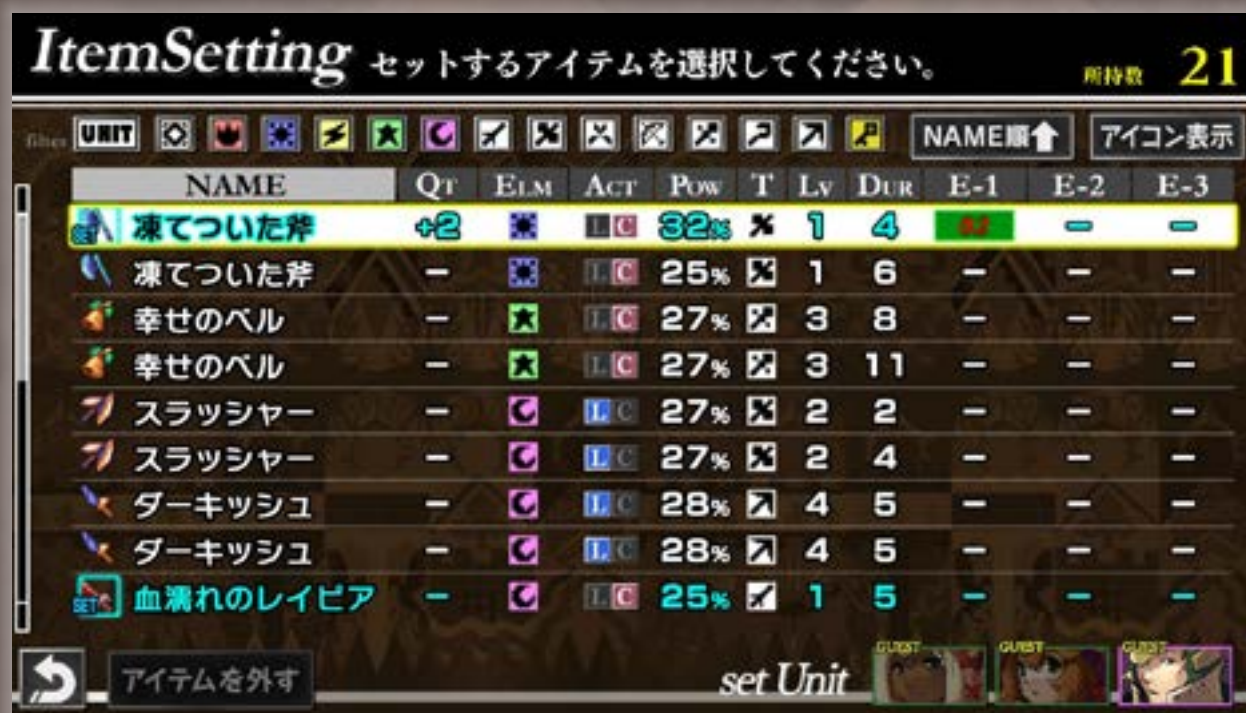 ItemSetting セットするアイテムを選択してください。 所持数 21
filter UNIT NAME順 アイコン表示
NAME QT ELM ACT POW T LV DUR E-1 E-2 E-3
SET 凍てついた斧 +2 L C 32% 1 4 – –
凍てついた斧 – L C 25% 1 6 – – –
幸せのベル – L C 27% 3 8 – – –
幸せのベル – L C 27% 3 11 – – –
スラッシャー – L C 27% 2 2 – – –
スラッシャー – L C 27% 2 4 – – –
ダーキッシュ – L C 28% 4 5 – – –
ダーキッシュ – L C 28% 4 5 – – –
SET 血濡れのレイピア – L C 25% 1 5 – – –
アイテムを外す set Unit GUEST GUEST GUEST